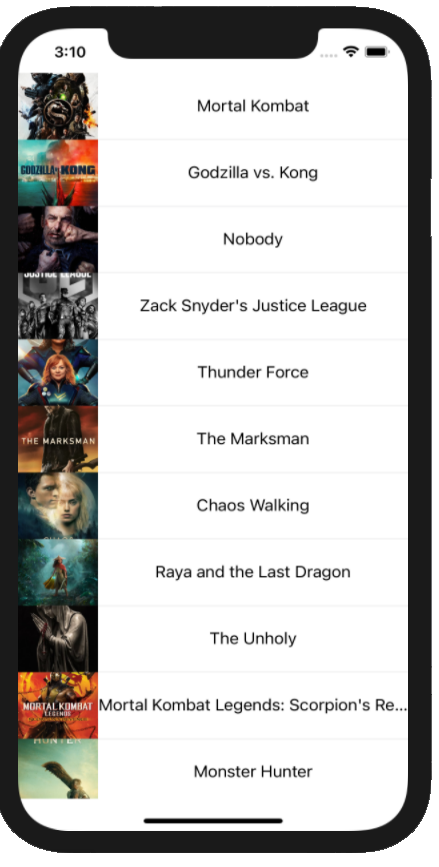 3:10
Mortal Kombat
GODZILLA VS. KONG
Godzilla vs. Kong
Nobody
JUSTICE LEAGUE
Zack Snyder's Justice League
Thunder Force
THE MARKSMAN
The Marksman
Chaos Walking
Raya and the Last Dragon
The Unholy
MORTAL KOMBAT
LEGENDS
Mortal Kombat Legends: Scorpion's Re...
HUNTER
Monster Hunter